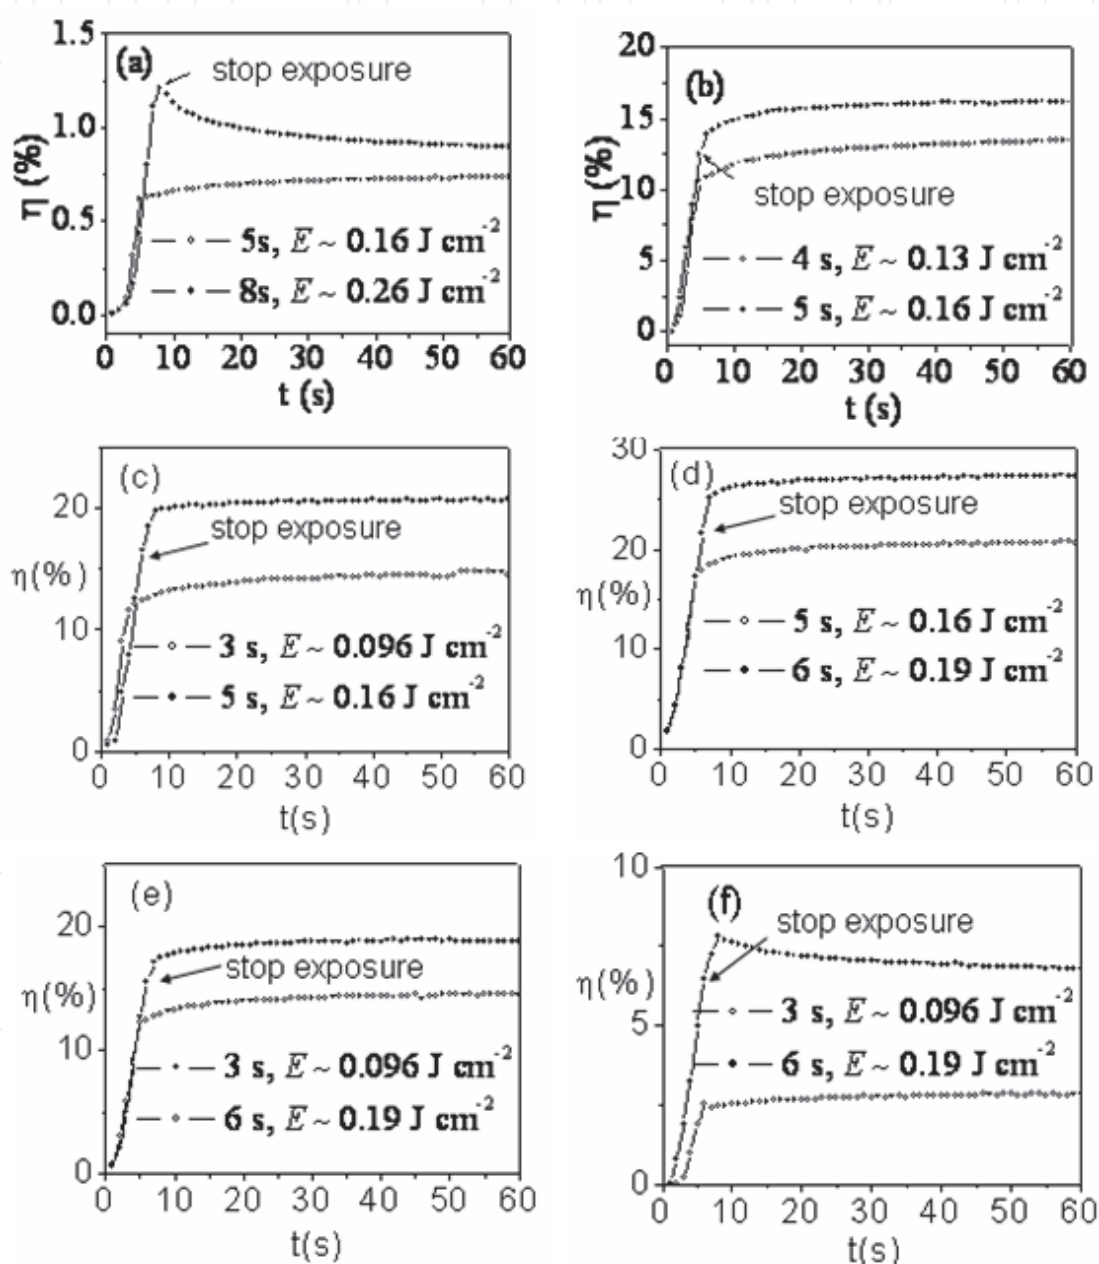 (a)
stop exposure
η (%)
1.5
1.0
0.5
0.0
5s, E ~ 0.16 J cm-2
8s, E ~ 0.26 J cm-2
0 10 20 30 40 50 60
t (s)
(b)
stop exposure
η (%)
20
15
10
5
0
4 s, E ~ 0.13 J cm-2
5 s, E ~ 0.16 J cm-2
0 10 20 30 40 50 60
t (s)
(c)
stop exposure
η(%)
20
10
0
3 s, E ~ 0.096 J cm-2
5 s, E ~ 0.16 J cm-2
0 10 20 30 40 50 60
t(s)
(d)
stop exposure
η(%)
30
20
10
0
5 s, E ~ 0.16 J cm-2
6 s, E ~ 0.19 J cm-2
0 10 20 30 40 50 60
t(s)
(e)
stop exposure
η(%)
20
10
0
3 s, E ~ 0.096 J cm-2
6 s, E ~ 0.19 J cm-2
0 10 20 30 40 50 60
t(s)
(f)
stop exposure
η(%)
10
5
0
3 s, E ~ 0.096 J cm-2
6 s, E ~ 0.19 J cm-2
0 10 20 30 40 50 60
t(s)